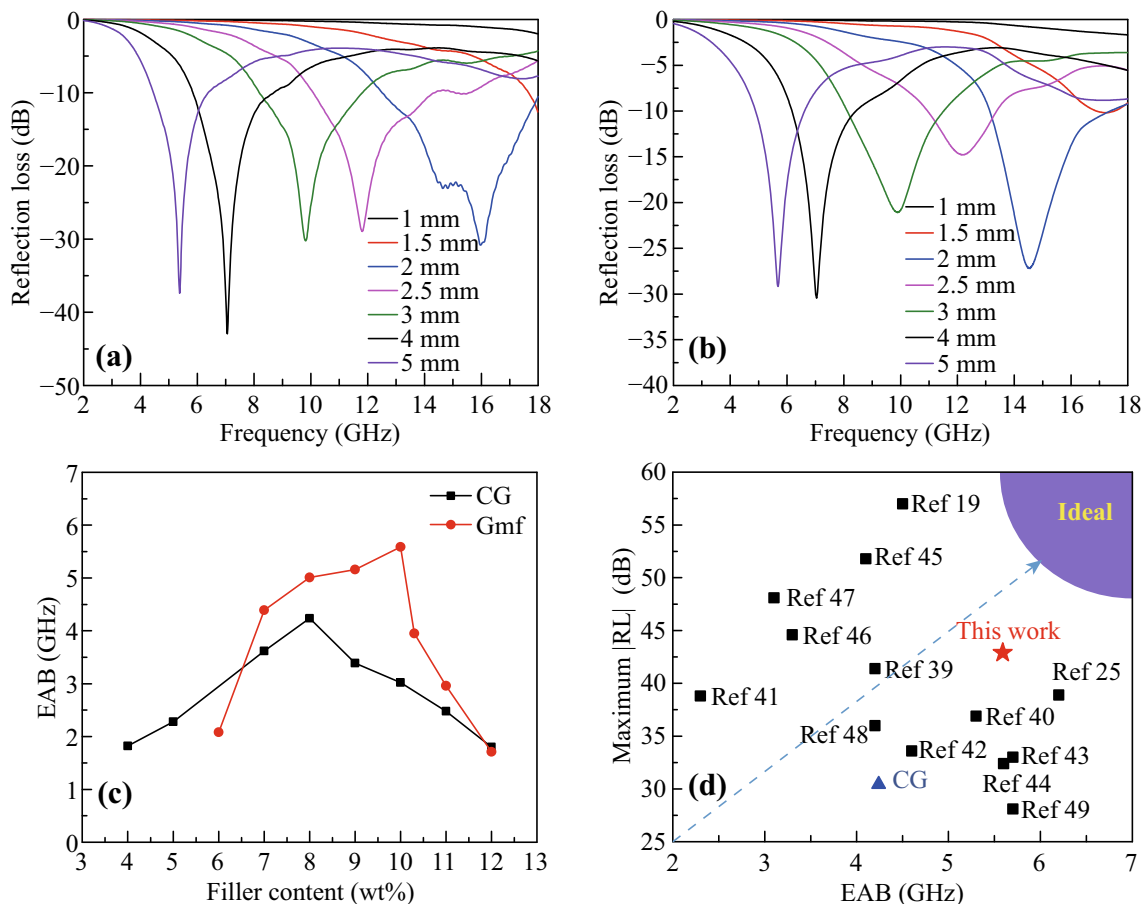 0
−10
−20
−30
−40
−50
Reflection loss (dB)
1 mm
1.5 mm
2 mm
2.5 mm
3 mm
4 mm
5 mm
(a)
2 4 6 8 10 12 14 16 18
Frequency (GHz)
0
−5
−10
−15
−20
−25
−30
−35
−40
Reflection loss (dB)
1 mm
1.5 mm
2 mm
2.5 mm
3 mm
4 mm
5 mm
(b)
2 4 6 8 10 12 14 16 18
Frequency (GHz)
7
6
5
4
3
2
1
0
EAB (GHz)
CG
Gmf
(c)
3 4 5 6 7 8 9 10 11 12 13
Filler content (wt%)
60
55
50
45
40
35
30
25
Maximum |RL| (dB)
Ideal
Ref 19
Ref 45
Ref 47
Ref 46
This work
Ref 39
Ref 25
Ref 41
Ref 40
Ref 48
Ref 42
Ref 43
Ref 44
CG
Ref 49
(d)
2 3 4 5 6 7
EAB (GHz)